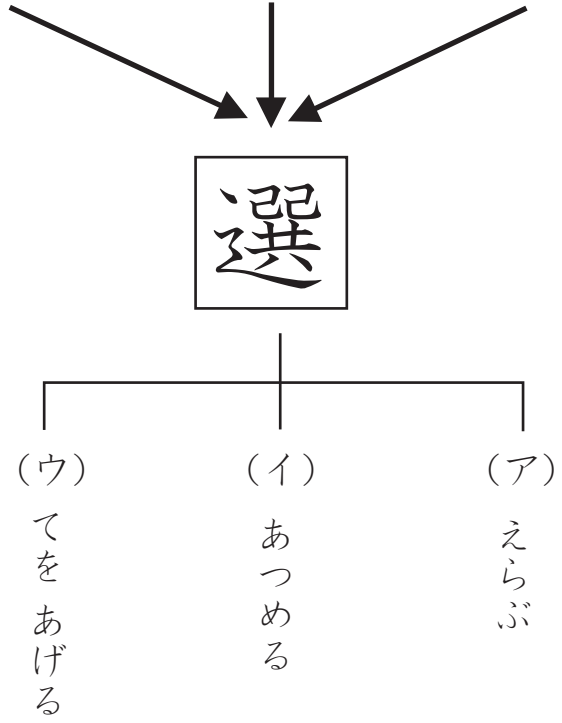 選
（ア） えらぶ
（イ） あつめる
（ウ） てを あげる